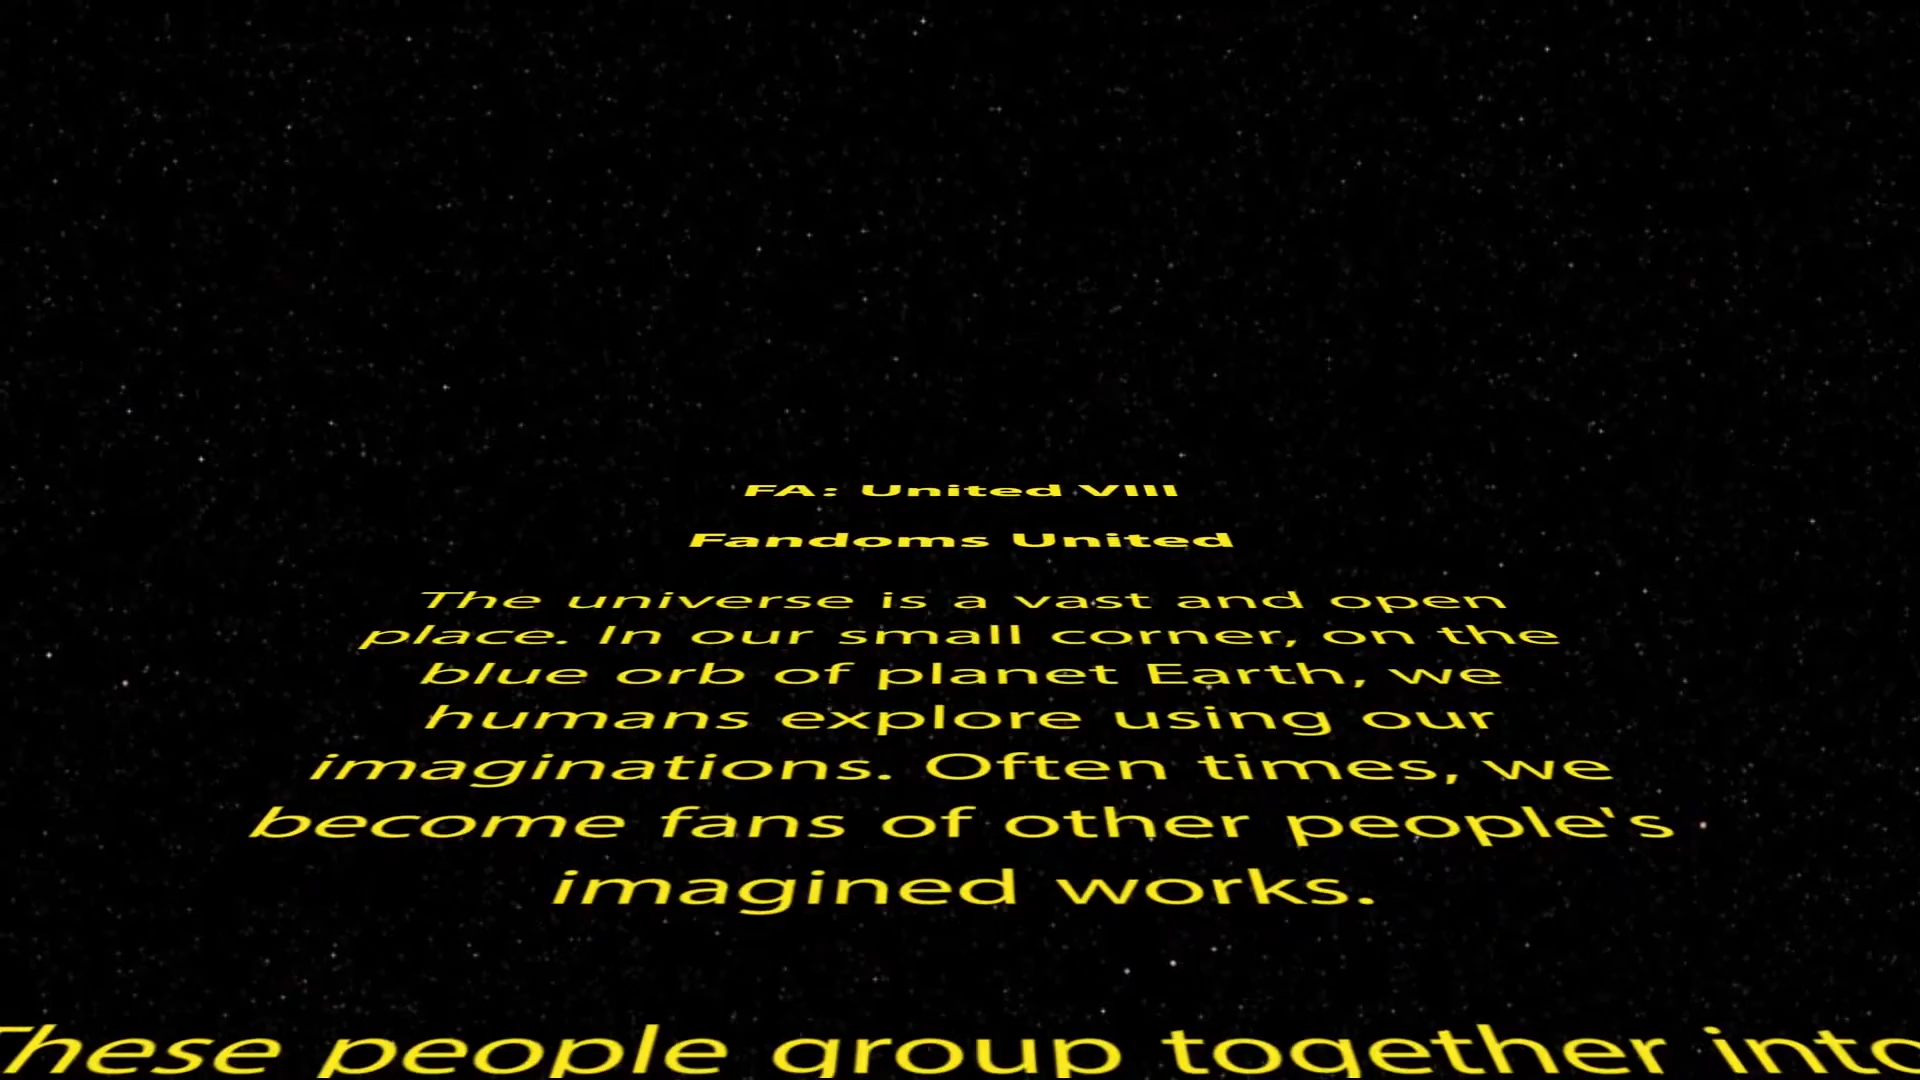 FA: United VIII
Fandoms United
The universe is a vast and open
place. In our small corner, on the
blue orb of planet Earth, we
humans explore using our
imaginations. Often times, we
become fans of other people's
imagined works.
These people group together into